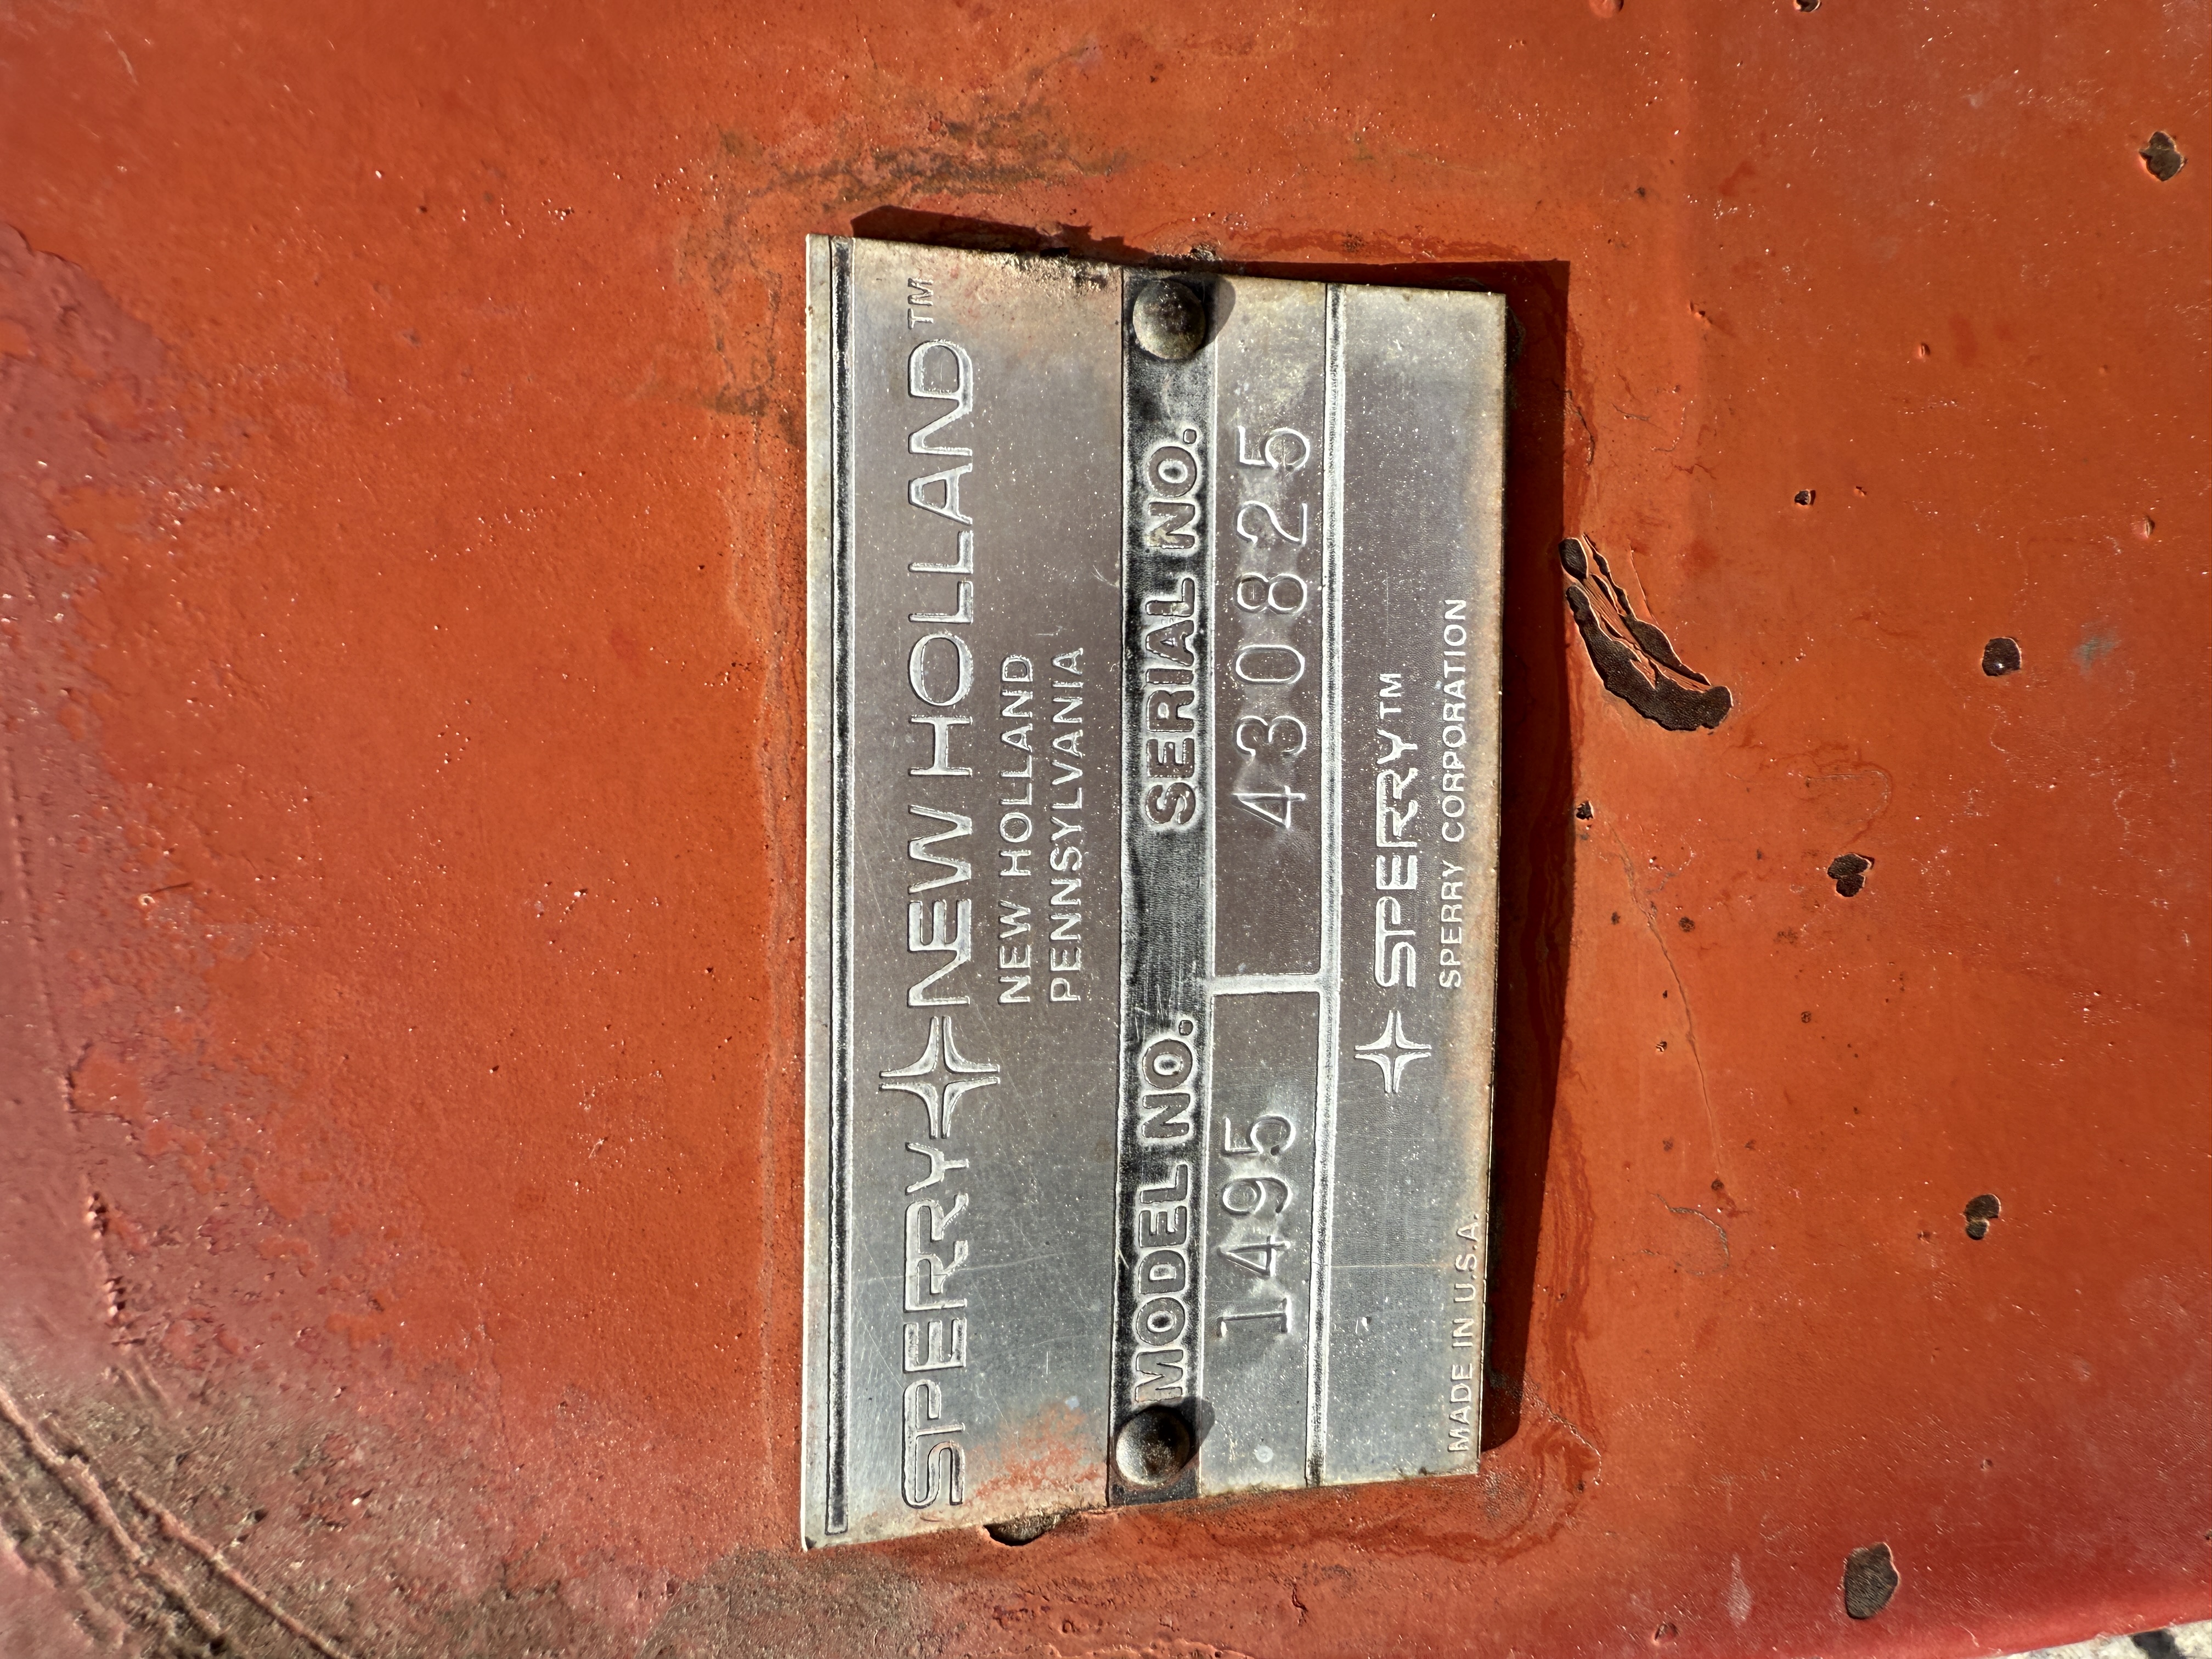 SPERRY NEW HOLLAND™
NEW HOLLAND
PENNSYLVANIA
MODEL NO. SERIAL NO.
1495 430825
SPERRY™
MADE IN U.S.A. SPERRY CORPORATION